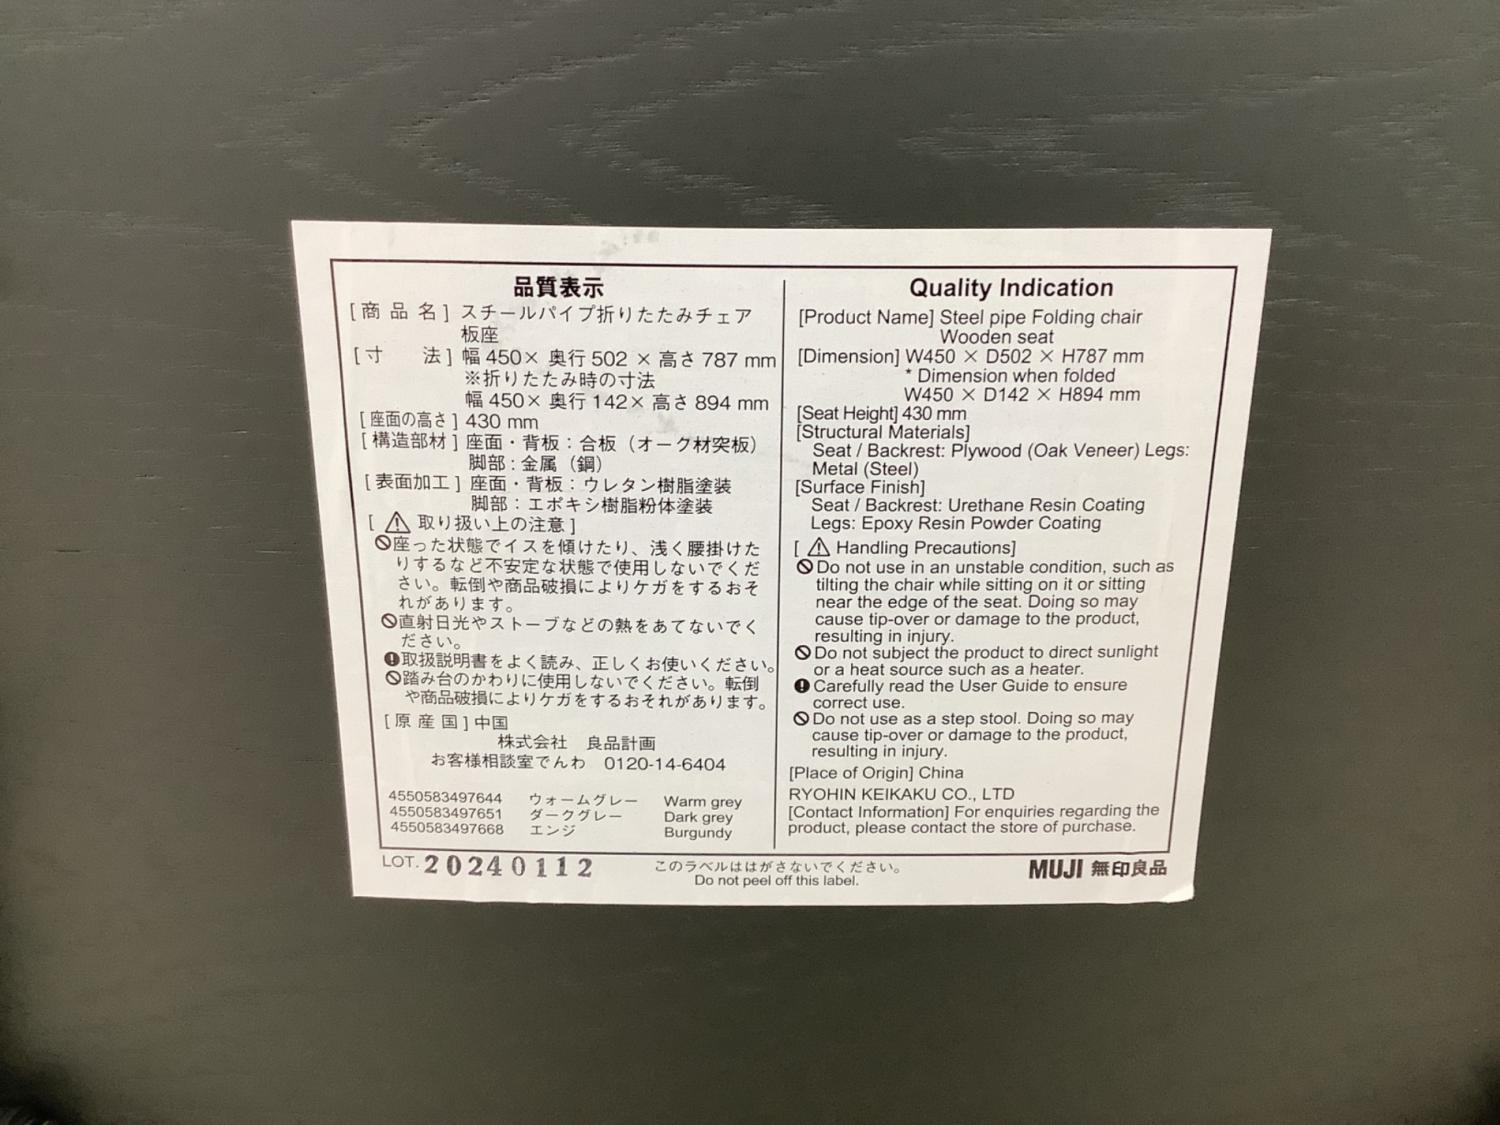 品質表示
[商品名] スチールパイプ折りたたみチェア
板座
[寸 法] 幅 450× 奥行 502 × 高さ 787 mm
※折りたたみ時の寸法
幅 450× 奥行 142× 高さ 894 mm
[座面の高さ] 430 mm
[構造部材] 座面・背板：合板（オーク材突板）
脚部：金属（鋼）
[表面加工] 座面・背板：ウレタン樹脂塗装
脚部：エポキシ樹脂粉体塗装
[ ⚠ 取り扱い上の注意]
座った状態でイスを傾けたり、浅く腰掛けた
りするなど不安定な状態で使用しないでくだ
さい。転倒や商品破損によりケガをするおそ
れがあります。
直射日光やストーブなどの熱をあてないでく
ださい。
取扱説明書をよく読み、正しくお使いください。
踏み台のかわりに使用しないでください。転倒
や商品破損によりケガをするおそれがあります。
[原産国] 中国
株式会社 良品計画
お客様相談室でんわ 0120-14-6404
4550583497644 ウォームグレー Warm grey
4550583497651 ダークグレー Dark grey
4550583497668 エンジ Burgundy
Quality Indication
[Product Name] Steel pipe Folding chair
Wooden seat
[Dimension] W450 × D502 × H787 mm
* Dimension when folded
W450 × D142 × H894 mm
[Seat Height] 430 mm
[Structural Materials]
Seat / Backrest: Plywood (Oak Veneer) Legs:
Metal (Steel)
[Surface Finish]
Seat / Backrest: Urethane Resin Coating
Legs: Epoxy Resin Powder Coating
[ ⚠ Handling Precautions]
Do not use in an unstable condition, such as
tilting the chair while sitting on it or sitting
near the edge of the seat. Doing so may
cause tip-over or damage to the product,
resulting in injury.
Do not subject the product to direct sunlight
or a heat source such as a heater.
Carefully read the User Guide to ensure
correct use.
Do not use as a step stool. Doing so may
cause tip-over or damage to the product,
resulting in injury.
[Place of Origin] China
RYOHIN KEIKAKU CO., LTD
[Contact Information] For enquiries regarding the
product, please contact the store of purchase.
LOT. 20240112
このラベルははがさないでください。
Do not peel off this label.
MUJI 無印良品